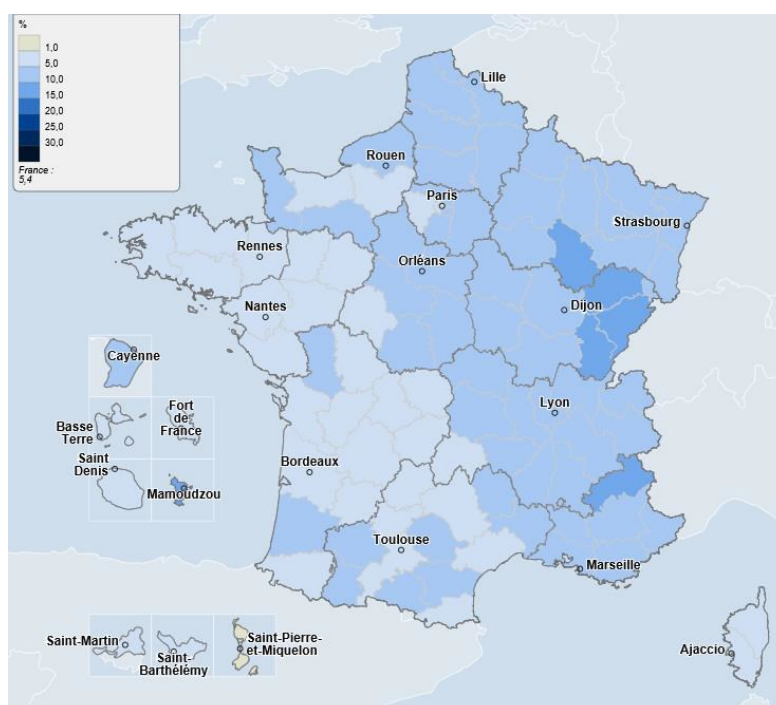 %
1,0
5,0
10,0
15,0
20,0
25,0
30,0
France :
5,4
Lille
Rouen
Paris
Strasbourg
Rennes
Orléans
Nantes
Dijon
Cayenne
Lyon
Fort
de
France
Basse
Terre
Saint
Denis
Bordeaux
Mamoudzou
Toulouse
Marseille
Saint-Martin
Saint-
Barthélémy
Saint-Pierre-
et-Miquelon
Ajaccio